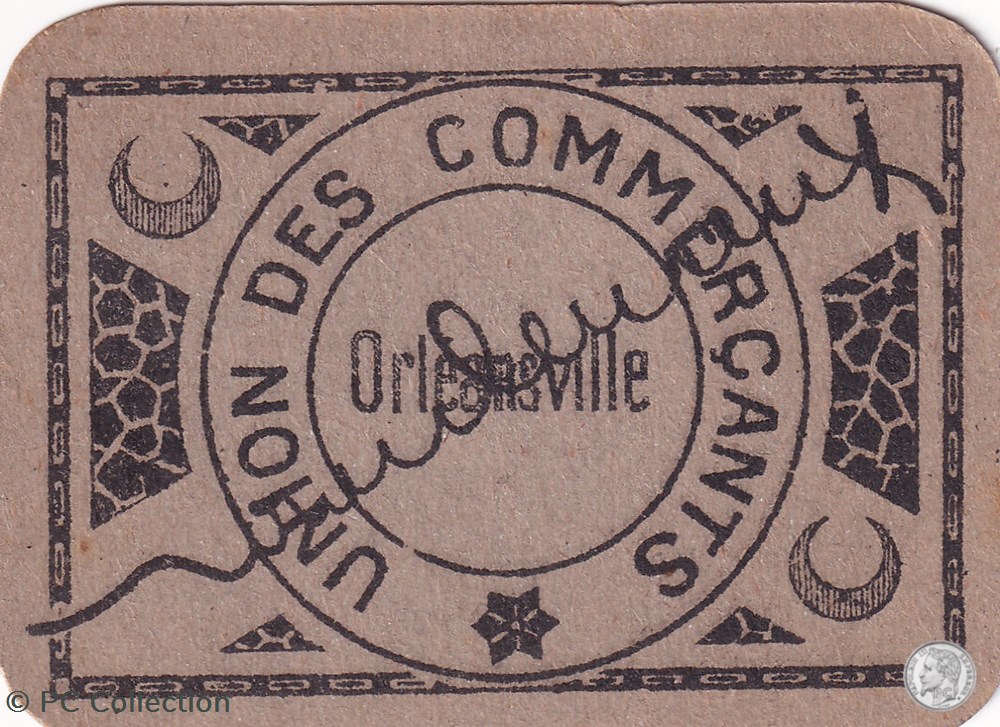 UNION DES COMMERÇANTS
Orléansville
© PC Collection